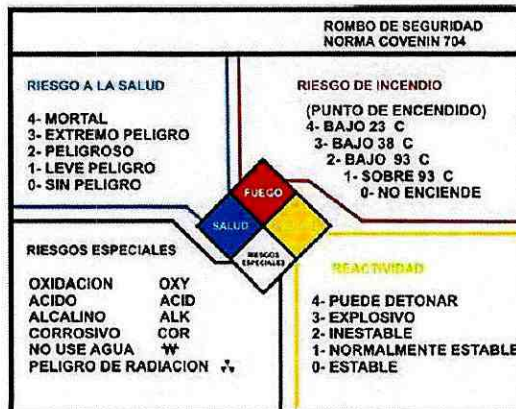 ROMBO DE SEGURIDAD
NORMA COVENIN 704
RIESGO A LA SALUD
4- MORTAL
3- EXTREMO PELIGRO
2- PELIGROSO
1- LEVE PELIGRO
0- SIN PELIGRO
RIESGO DE INCENDIO
(PUNTO DE ENCENDIDO)
4- BAJO 23 C
3- BAJO 38 C
2- BAJO 93 C
1- SOBRE 93 C
0- NO ENCIENDE
FUEGO
SALUD
RIESGOS
ESPECIALES
RIESGOS ESPECIALES
OXIDACION OXY
ACIDO ACID
ALCALINO ALK
CORROSIVO COR
NO USE AGUA W
PELIGRO DE RADIACION
REACTIVIDAD
4- PUEDE DETONAR
3- EXPLOSIVO
2- INESTABLE
1- NORMALMENTE ESTABLE
0- ESTABLE